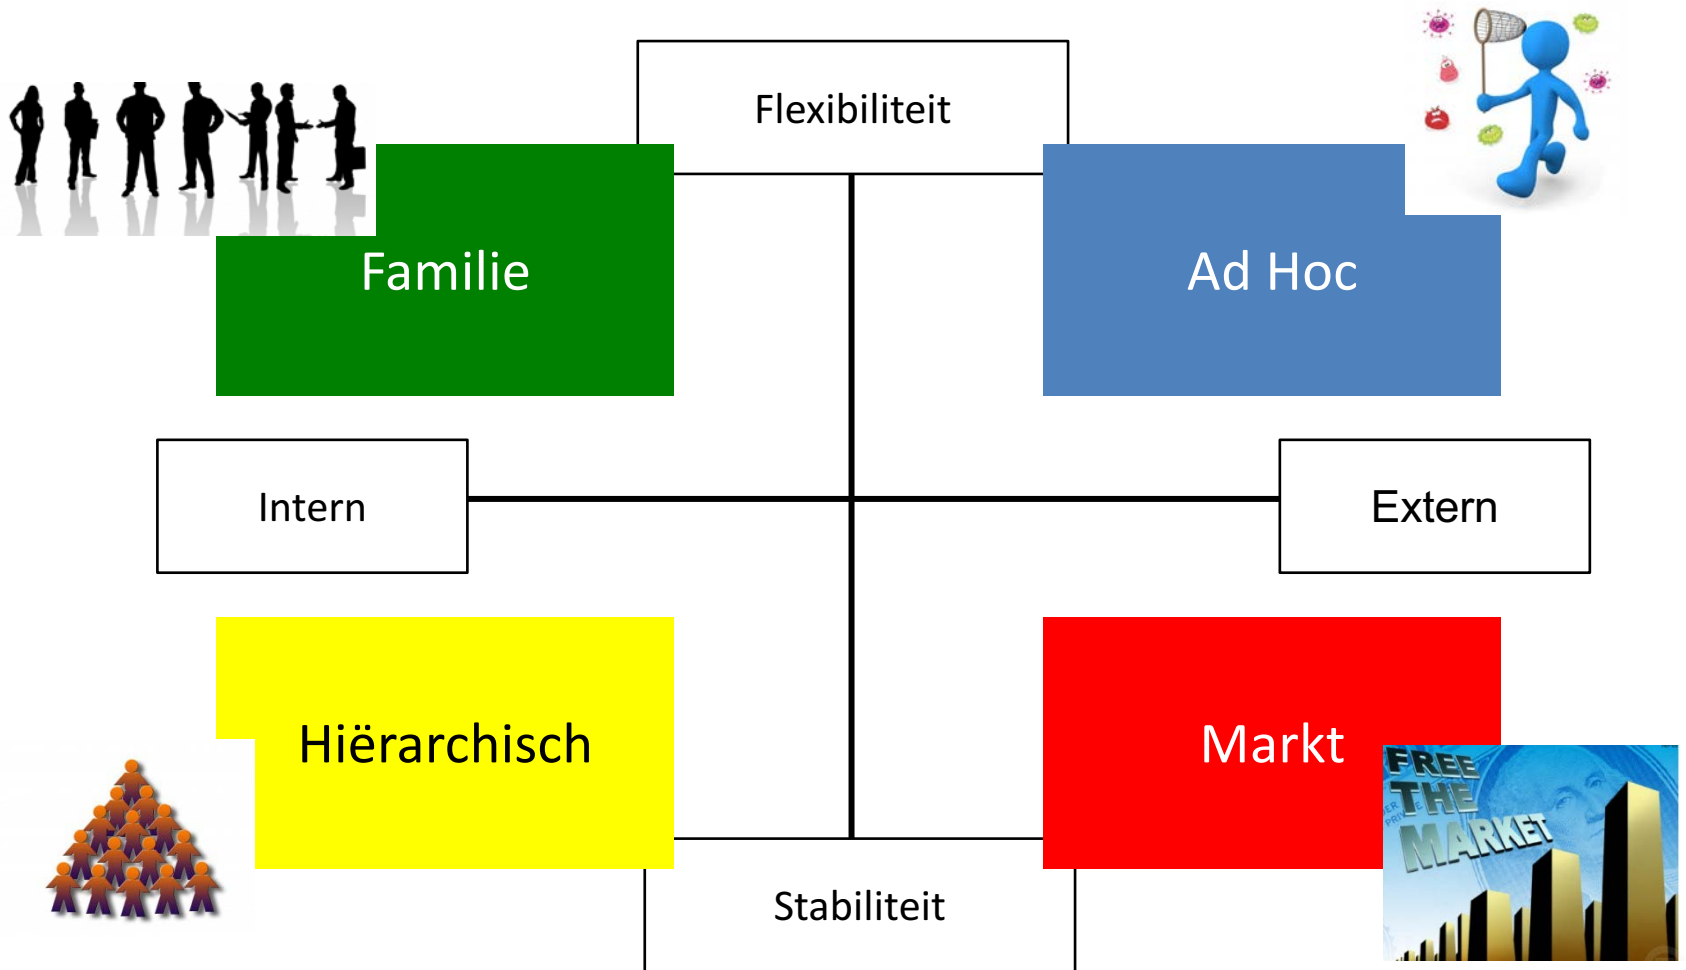 Flexibiliteit
Familie
Ad Hoc
Intern
Extern
Hiërarchisch
Markt
FREE
THE
MARKET
Stabiliteit